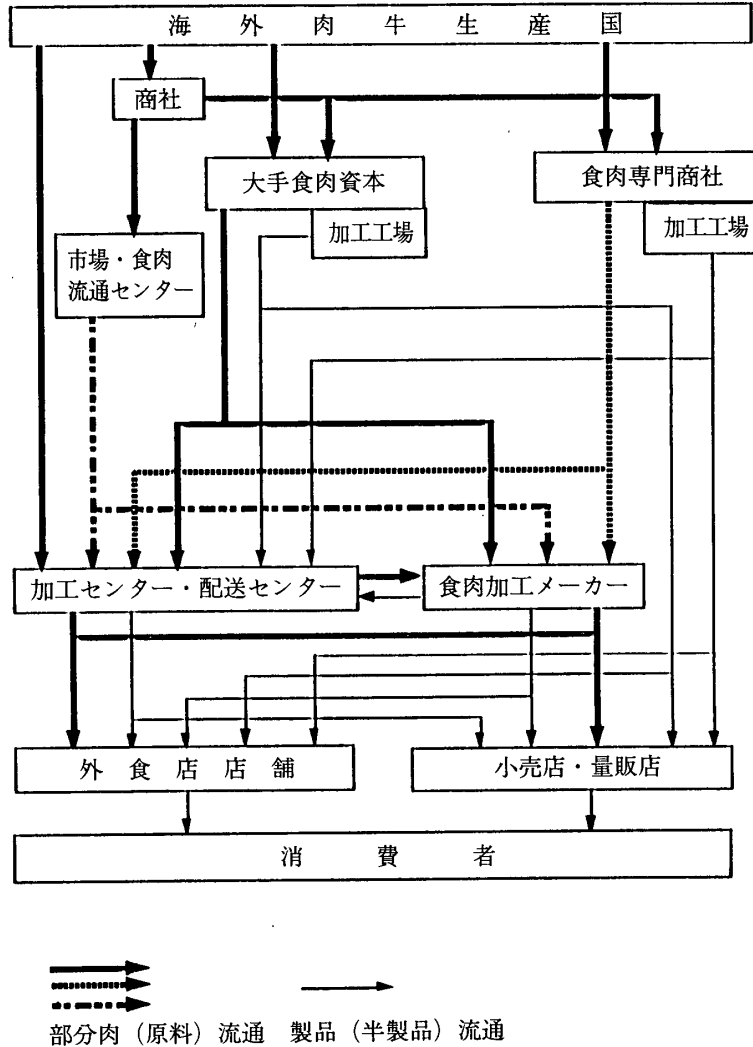 海外肉牛生産国
商社
大手食肉資本
食肉専門商社
加工工場
加工工場
市場・食肉
流通センター
加工センター・配送センター
食肉加工メーカー
外食店店舗
小売店・量販店
消費者
部分肉（原料）流通 製品（半製品）流通